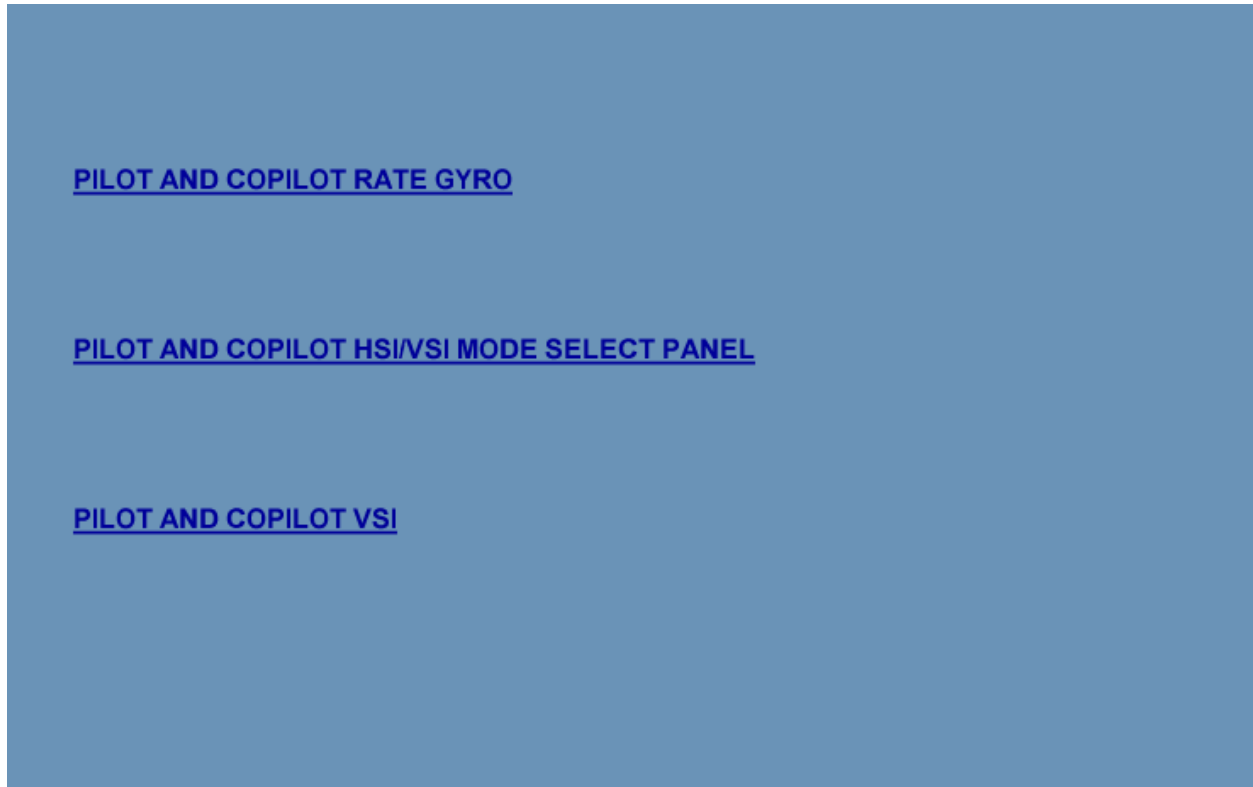 PILOT AND COPILOT RATE GYRO
PILOT AND COPILOT HSI/VSI MODE SELECT PANEL
PILOT AND COPILOT VSI